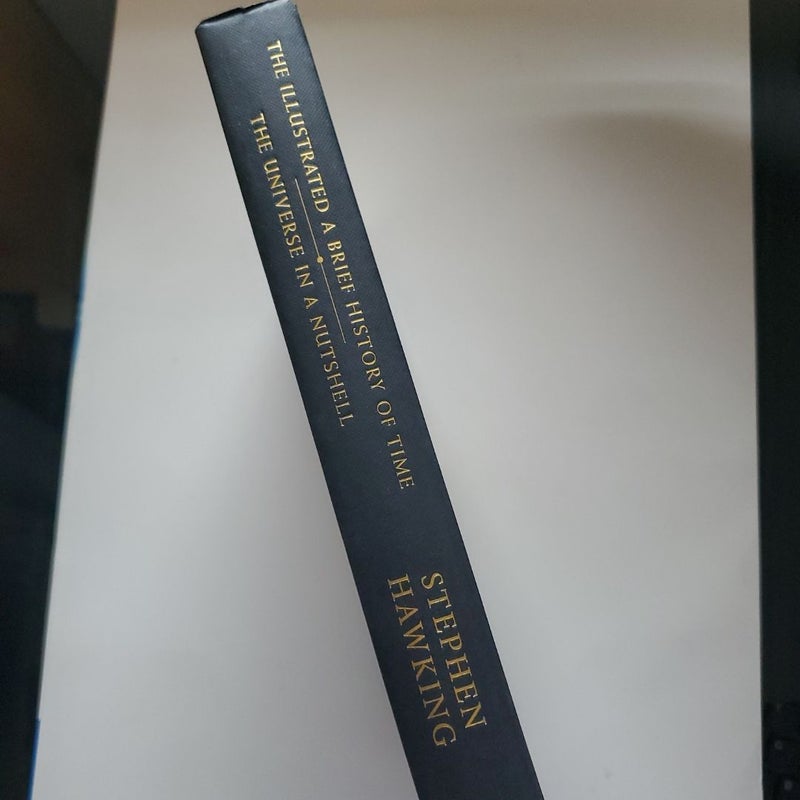 THE ILLUSTRATED A BRIEF HISTORY OF TIME
THE UNIVERSE IN A NUTSHELL
STEPHEN
HAWKING